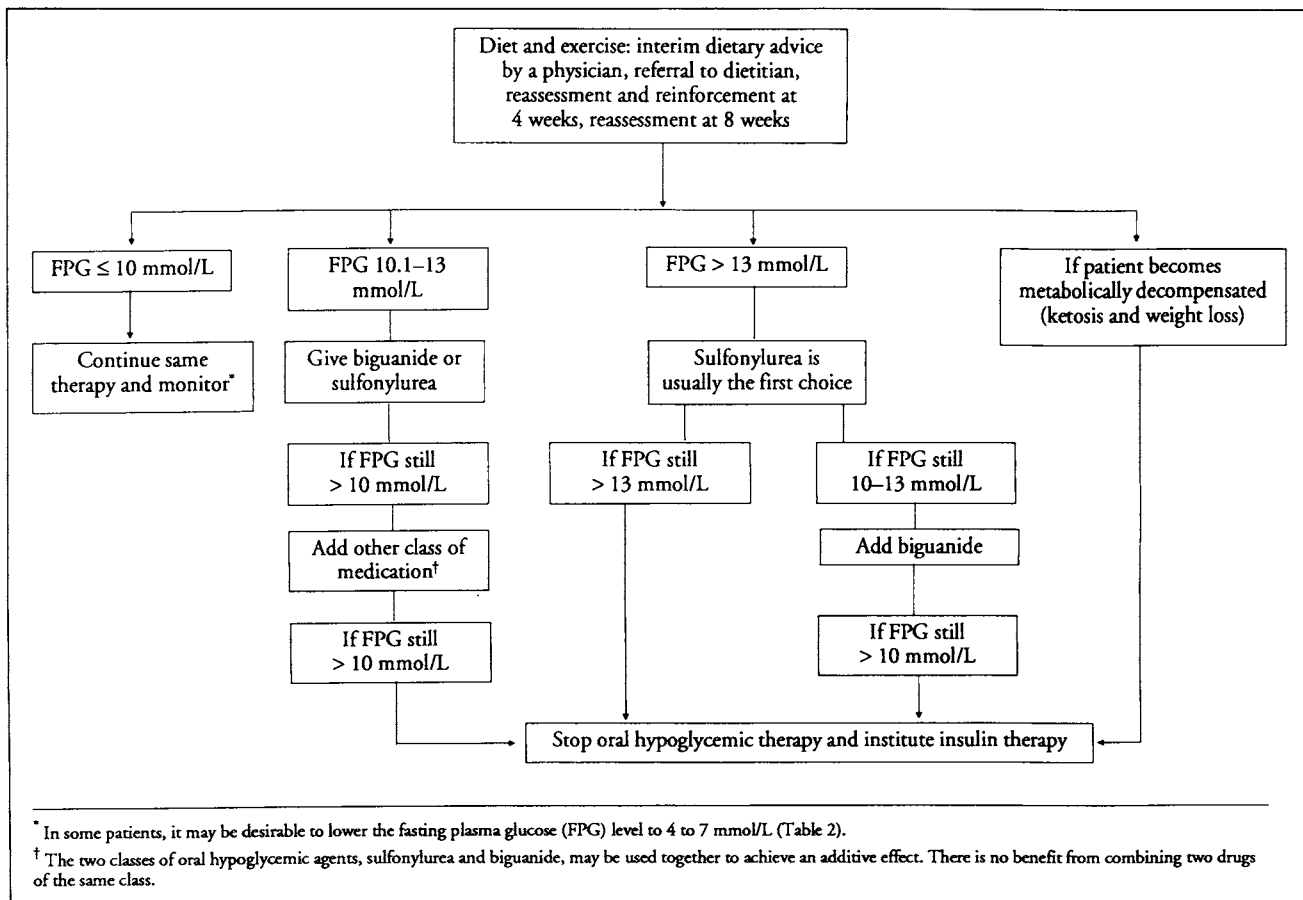 Diet and exercise: interim dietary advice
by a physician, referral to dietitian,
reassessment and reinforcement at
4 weeks, reassessment at 8 weeks
FPG ≤ 10 mmol/L
Continue same
therapy and monitor*
FPG 10.1–13
mmol/L
Give biguanide or
sulfonylurea
If FPG still
> 10 mmol/L
Add other class of
medication†
If FPG still
> 10 mmol/L
FPG > 13 mmol/L
Sulfonylurea is
usually the first choice
If FPG still
> 13 mmol/L
If FPG still
10–13 mmol/L
Add biguanide
If FPG still
> 10 mmol/L
If patient becomes
metabolically decompensated
(ketosis and weight loss)
Stop oral hypoglycemic therapy and institute insulin therapy
* In some patients, it may be desirable to lower the fasting plasma glucose (FPG) level to 4 to 7 mmol/L (Table 2).
† The two classes of oral hypoglycemic agents, sulfonylurea and biguanide, may be used together to achieve an additive effect. There is no benefit from combining two drugs
of the same class.